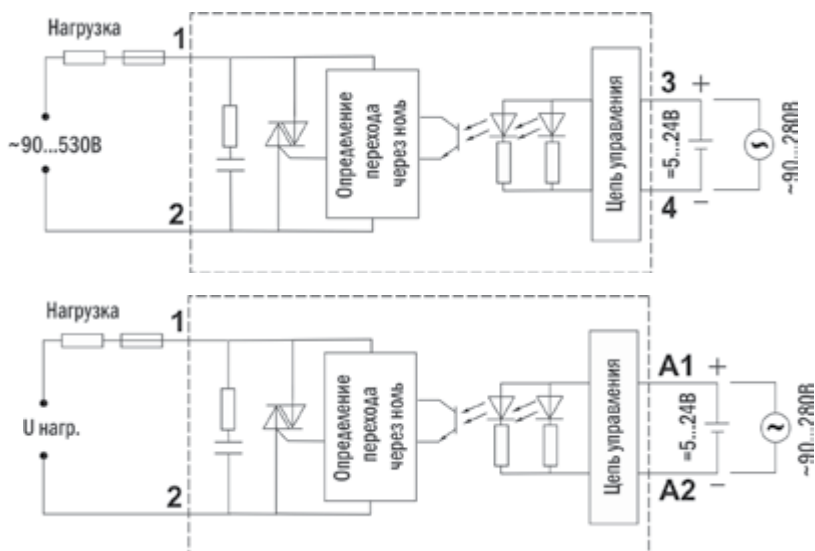 Нагрузка
1
~90...530В
2
Определение
перехода
через ноль
Цепь управления
3
+
=5...24В
4
−
~90...280В
Нагрузка
1
U нагр.
2
Определение
перехода
через ноль
Цепь управления
A1
+
=5...24В
A2
−
~90...280В